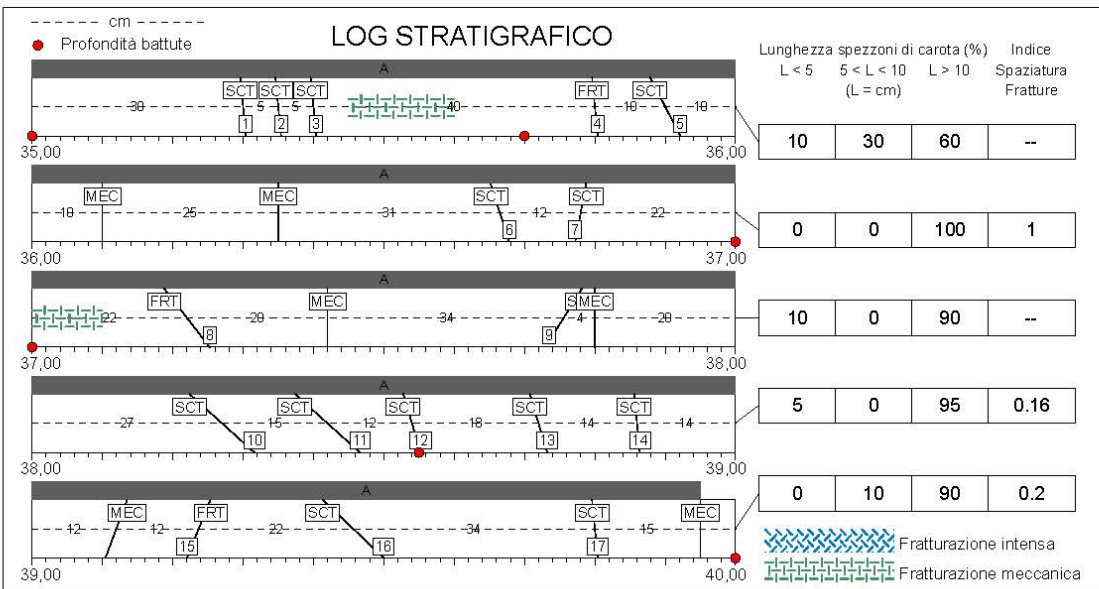 cm
Profondità battute
LOG STRATIGRAFICO
Lunghezza spezzoni di carota (%)
L < 5
5 < L < 10
L > 10
(L = cm)
Indice
Spaziatura
Fratture
A
SCT SCT SCT FRT SCT
5 5 10 10
1 2 3 4 5
35,00 36,00
10 30 60 --
A
MEC MEC SCT SCT
10 25 31 12 22
6 7
36,00 37,00
0 0 100 1
A
FRT MEC MEC
22 20 34 4 20
8 9
37,00 38,00
10 0 90 --
A
SCT SCT SCT SCT SCT
27 15 12 18 14 14
10 11 12 13 14
38,00 39,00
5 0 95 0.16
A
MEC FRT SCT SCT MEC
12 12 22 34 15
15 16 17
39,00 40,00
0 10 90 0.2
Fratturazione intensa
Fratturazione meccanica